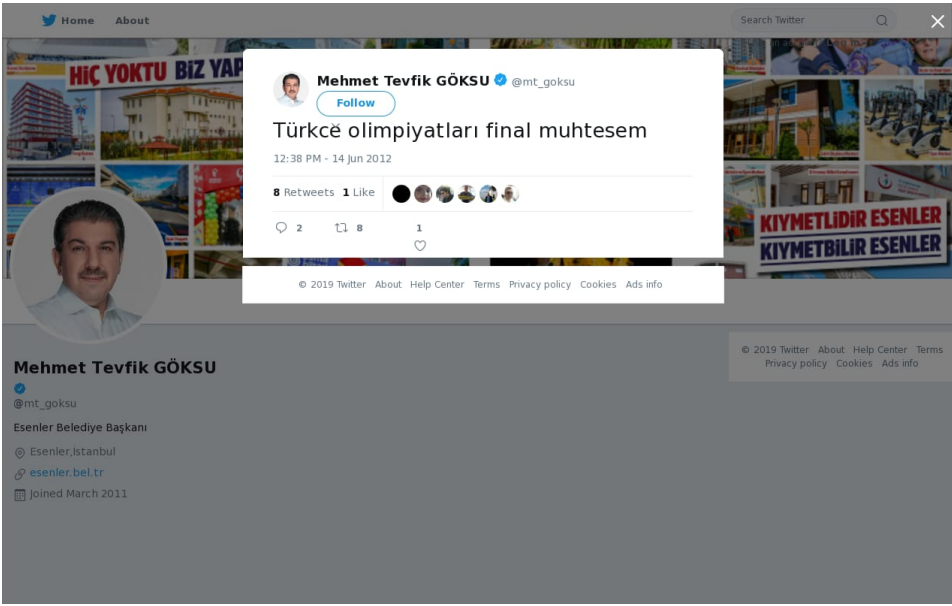 Home About
Search Twitter
HİÇ YOKTU BİZ YAP
Mehmet Tevfik GÖKSU @mt_goksu
Follow
Türkce olimpiyatları final muhtesem
12:38 PM - 14 Jun 2012
8 Retweets 1 Like
2 8 1
© 2019 Twitter About Help Center Terms Privacy policy Cookies Ads info
KIYMETLİDİR ESENLER
KIYMETBİLİR ESENLER
Mehmet Tevfik GÖKSU
@mt_goksu
Esenler Belediye Başkanı
Esenler,İstanbul
esenler.bel.tr
Joined March 2011
© 2019 Twitter About Help Center Terms
Privacy policy Cookies Ads info